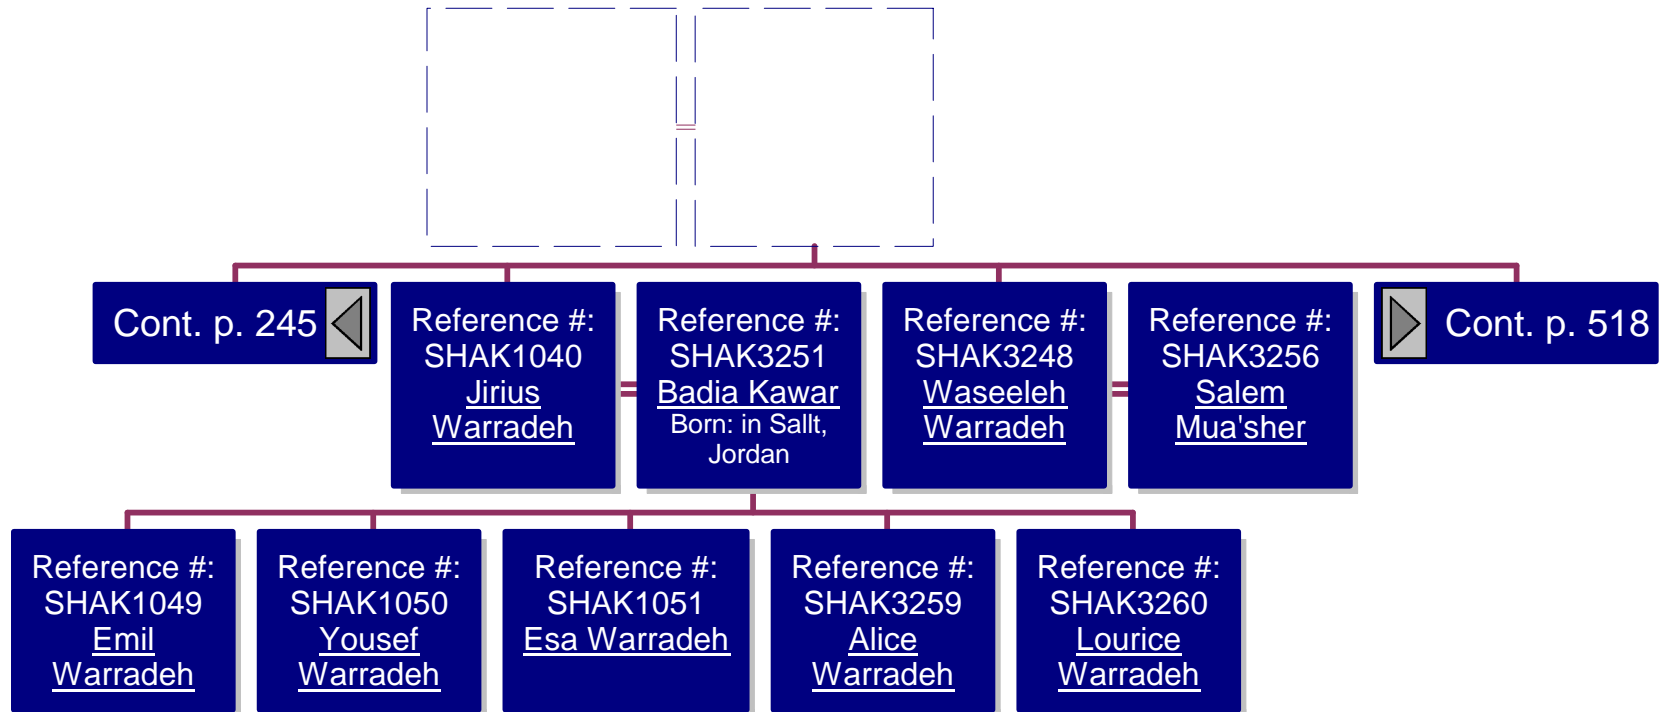 Cont. p. 245
Reference #:
SHAK1040
Jirius
Warradeh
Reference #:
SHAK3251
Badia Kawar
Born: in Sallt,
Jordan
Reference #:
SHAK3248
Waseeleh
Warradeh
Reference #:
SHAK3256
Salem
Mua'sher
Cont. p. 518
Reference #:
SHAK1049
Emil
Warradeh
Reference #:
SHAK1050
Yousef
Warradeh
Reference #:
SHAK1051
Esa Warradeh
Reference #:
SHAK3259
Alice
Warradeh
Reference #:
SHAK3260
Lourice
Warradeh